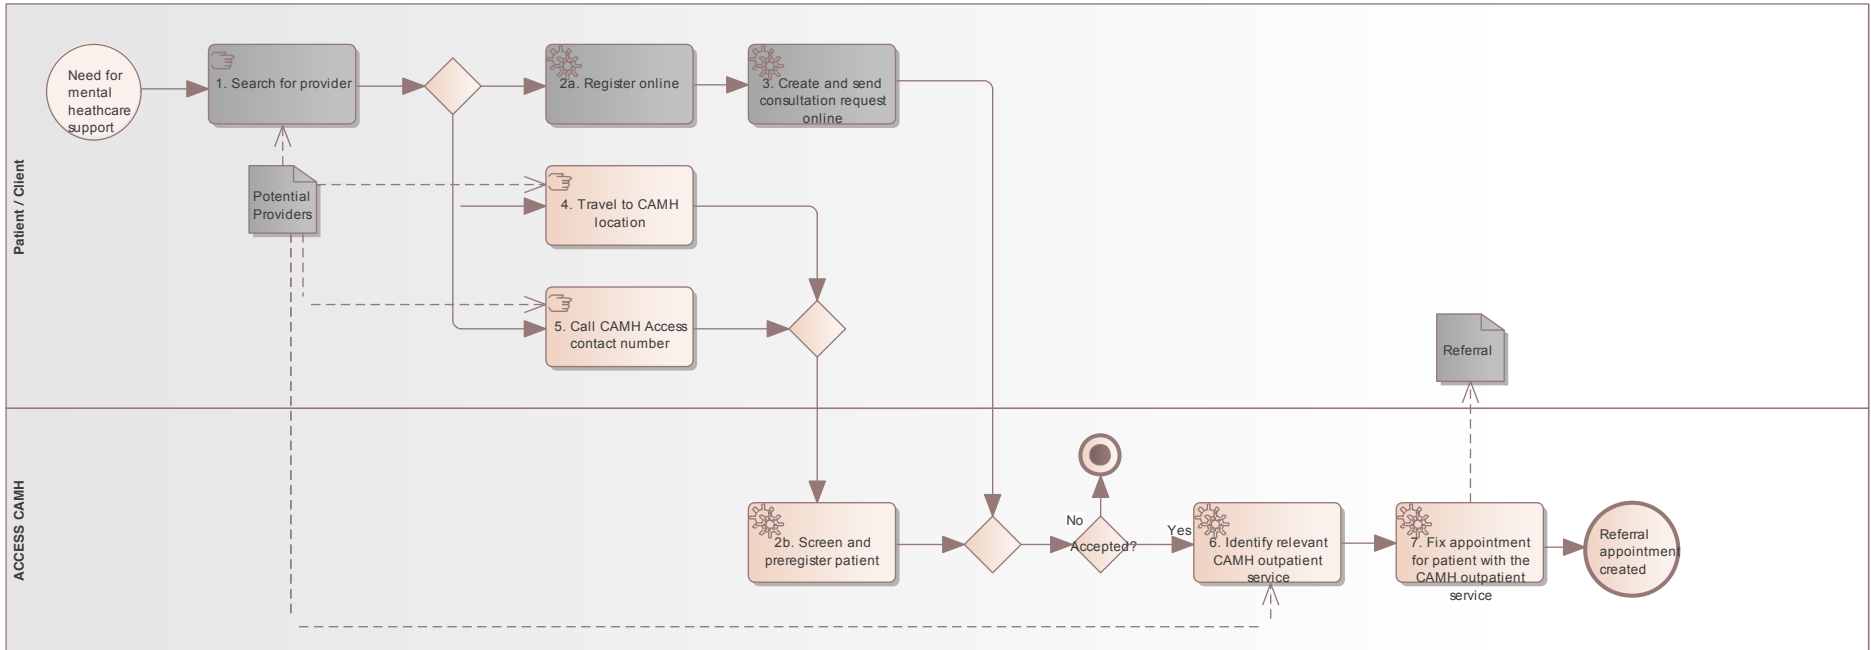 Patient / Client
Need for
mental
heathcare
support
1. Search for provider
2a. Register online
3. Create and send
consultation request
online
Potential
Providers
4. Travel to CAMH
location
5. Call CAMH Access
contact number
Referral
ACCESS CAMH
2b. Screen and
preregister patient
No
Accepted?
Yes
6. Identify relevant
CAMH outpatient
service
7. Fix appointment
for patient with the
CAMH outpatient
service
Referral
appointment
created